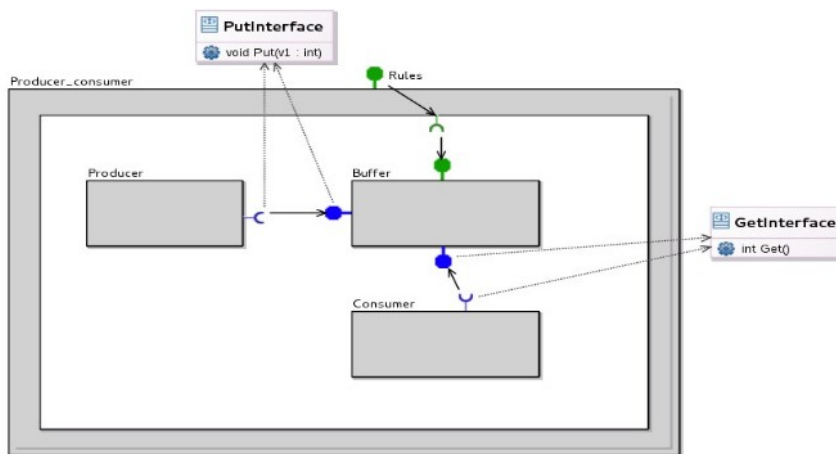 PutInterface
void Put(v1 : int)
Producer_consumer
Rules
Producer
Buffer
GetInterface
int Get()
Consumer